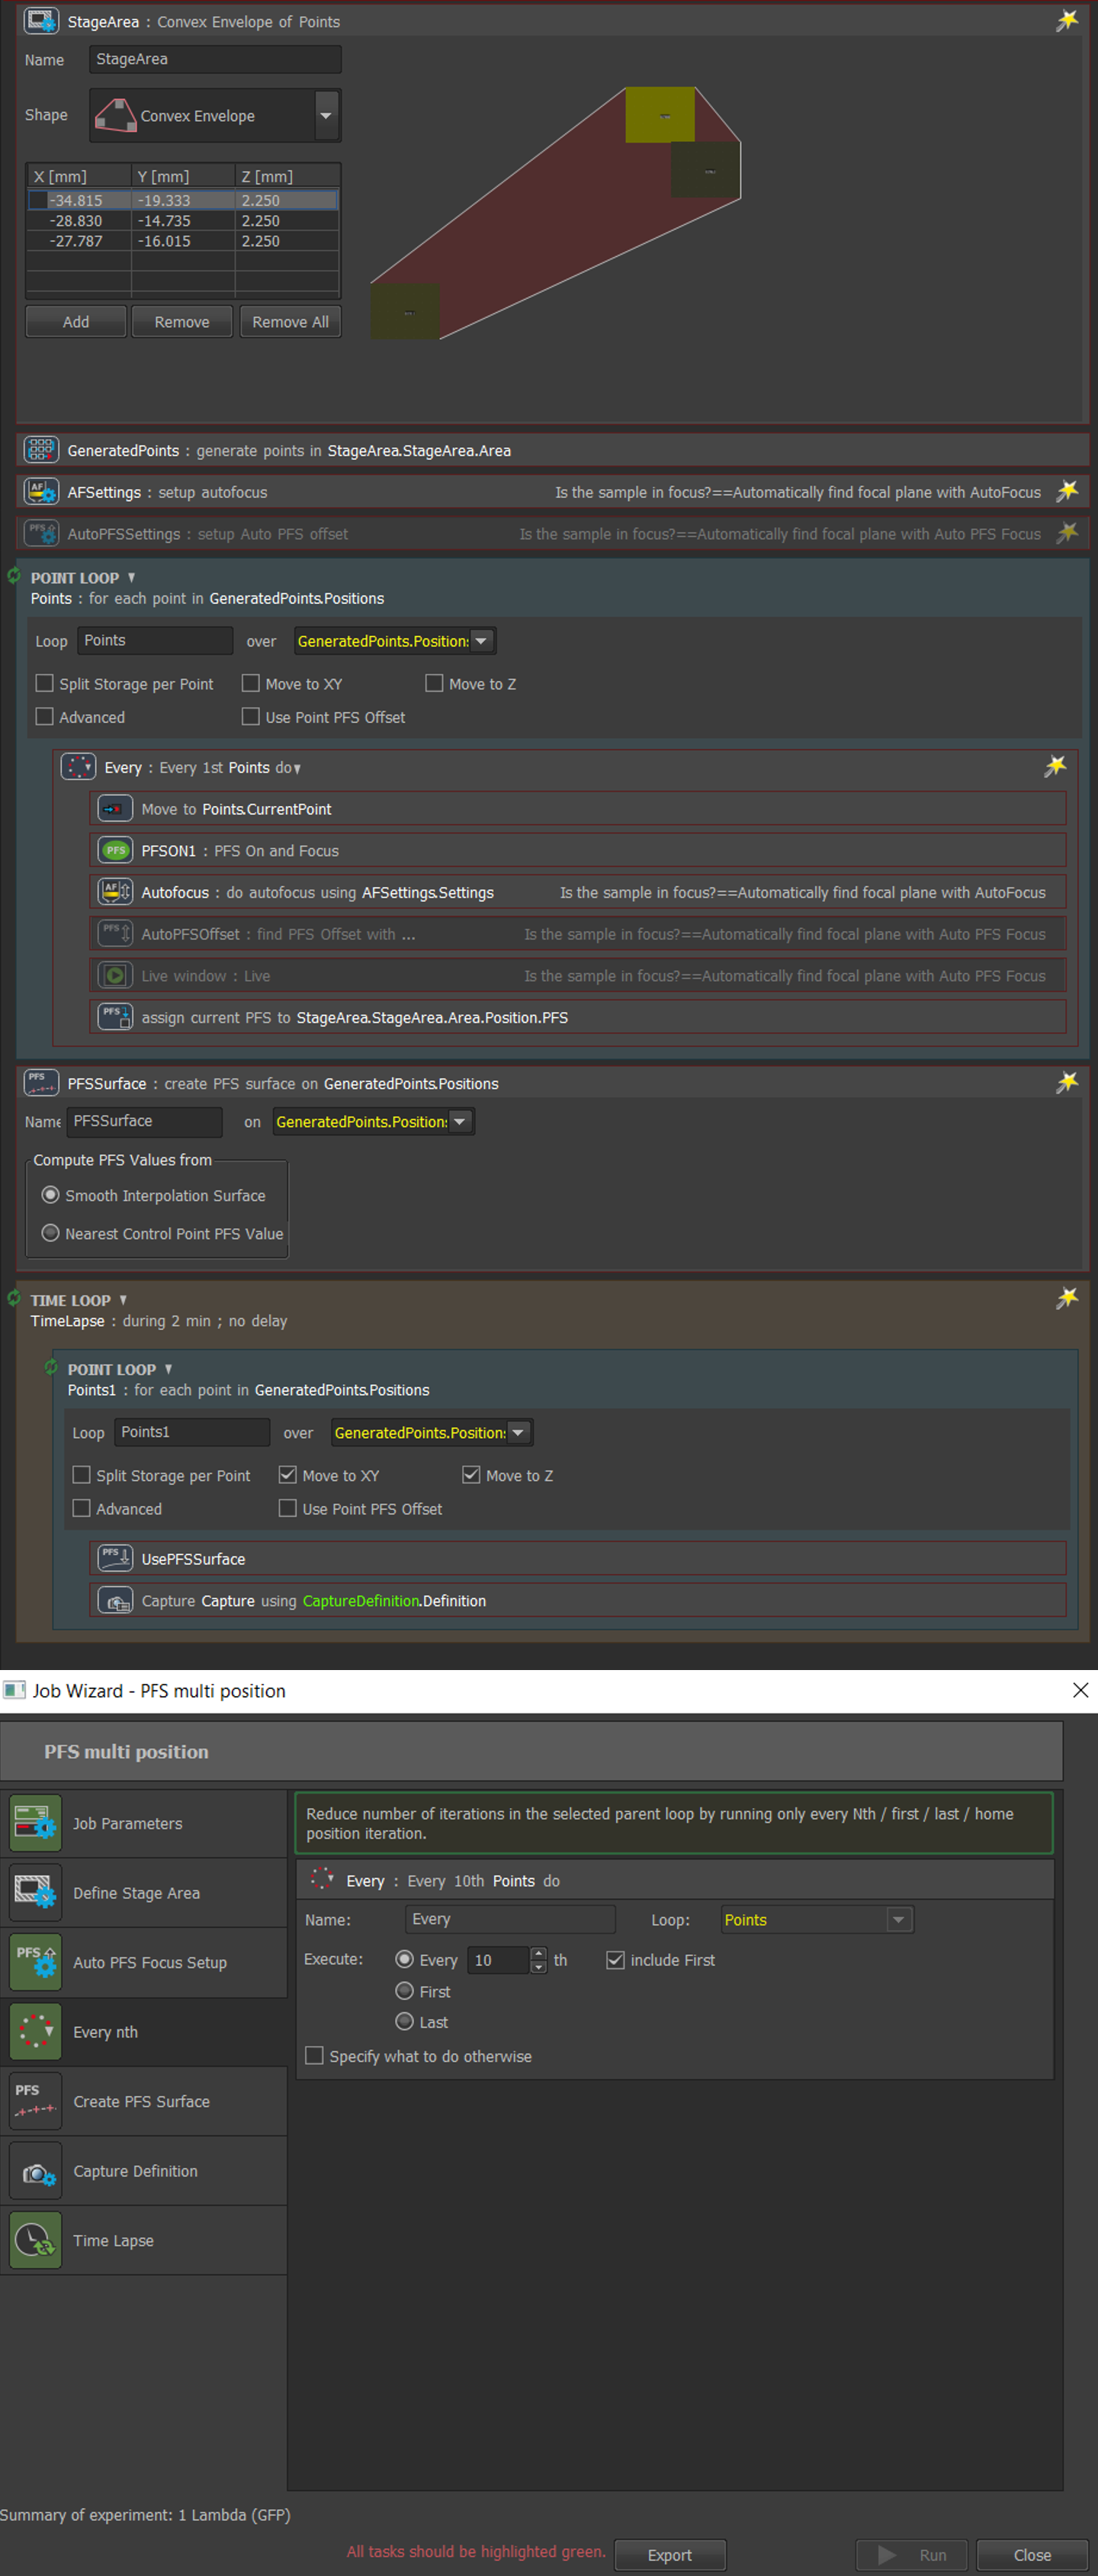 StageArea : Convex Envelope of Points
Name StageArea
Shape Convex Envelope
X [mm] Y [mm] Z [mm]
-34.815 -19.333 2.250
-28.830 -14.735 2.250
-27.787 -16.015 2.250
Add Remove Remove All
GeneratedPoints : generate points in StageArea.StageArea.Area
AFSettings : setup autofocus Is the sample in focus?==Automatically find focal plane with AutoFocus
AutoPFSSettings : setup Auto PFS offset Is the sample in focus?==Automatically find focal plane with Auto PFS Focus
POINT LOOP
Points : for each point in GeneratedPoints.Positions
Loop Points over GeneratedPoints.Position
Split Storage per Point Move to XY Move to Z
Advanced Use Point PFS Offset
Every : Every 1st Points do
Move to Points.CurrentPoint
PFS PFSON1 : PFS On and Focus
AF Autofocus : do autofocus using AFSettings.Settings Is the sample in focus?==Automatically find focal plane with AutoFocus
PFS AutoPFSOffset : find PFS Offset with ... Is the sample in focus?==Automatically find focal plane with Auto PFS Focus
Live window : Live Is the sample in focus?==Automatically find focal plane with Auto PFS Focus
PFS assign current PFS to StageArea.StageArea.Area.Position.PFS
PFS PFSSurface : create PFS surface on GeneratedPoints.Positions
Name PFSSurface on GeneratedPoints.Position
Compute PFS Values from
Smooth Interpolation Surface
Nearest Control Point PFS Value
TIME LOOP
TimeLapse : during 2 min ; no delay
POINT LOOP
Points1 : for each point in GeneratedPoints.Positions
Loop Points1 over GeneratedPoints.Position
Split Storage per Point Move to XY Move to Z
Advanced Use Point PFS Offset
PFS UsePFSSurface
Capture Capture using CaptureDefinition.Definition
Job Wizard - PFS multi position
PFS multi position
Job Parameters
Define Stage Area
PFS Auto PFS Focus Setup
Every nth
PFS Create PFS Surface
Capture Definition
Time Lapse
Reduce number of iterations in the selected parent loop by running only every Nth / first / last / home
position iteration.
Every : Every 10th Points do
Name: Every Loop: Points
Execute: Every 10 th include First
First
Last
Specify what to do otherwise
Summary of experiment: 1 Lambda (GFP)
All tasks should be highlighted green. Export Run Close